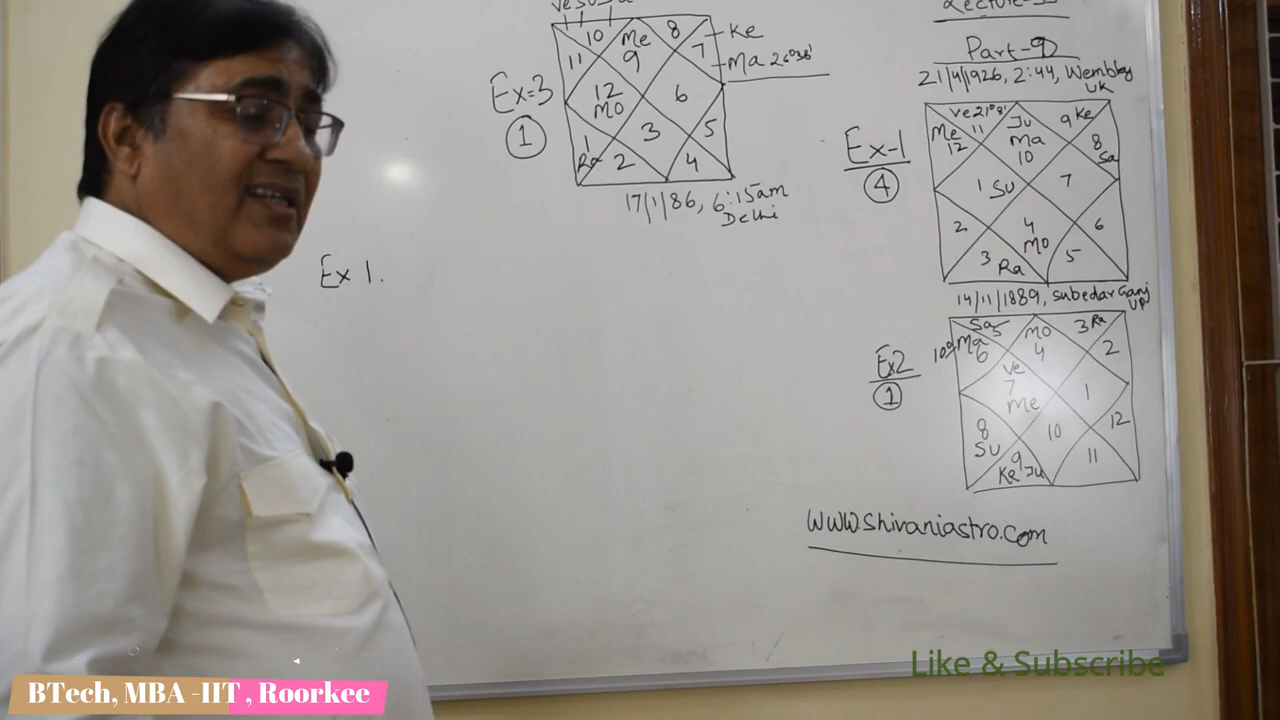 Ve Su
10
Me
9
8
Ke
11
7
Ma 26°38'
Ex=3
①
12
Mo
6
3
5
1
Ra
2
4
17/1/86, 6:15am
Delhi
Ex 1.
Part-9
21/4/1926, 2:44, Wembley
UK
Ex-1
④
Ve 21°8'
11
Ju
Ma
10
9 Ke
Me
12
8
Sa
1 Su
7
2
4
Mo
6
3
Ra
5
14/11/1889, Subedar Ganj
UP
Ex2
①
Sa
5
Mo
4
3 Ra
Ma
6
2
Ve
7
Me
1
8
Su
10
12
9
Ke Ju
11
WWW.Shivaniastro.com
Like & Subscribe
BTech, MBA -IIT , Roorkee